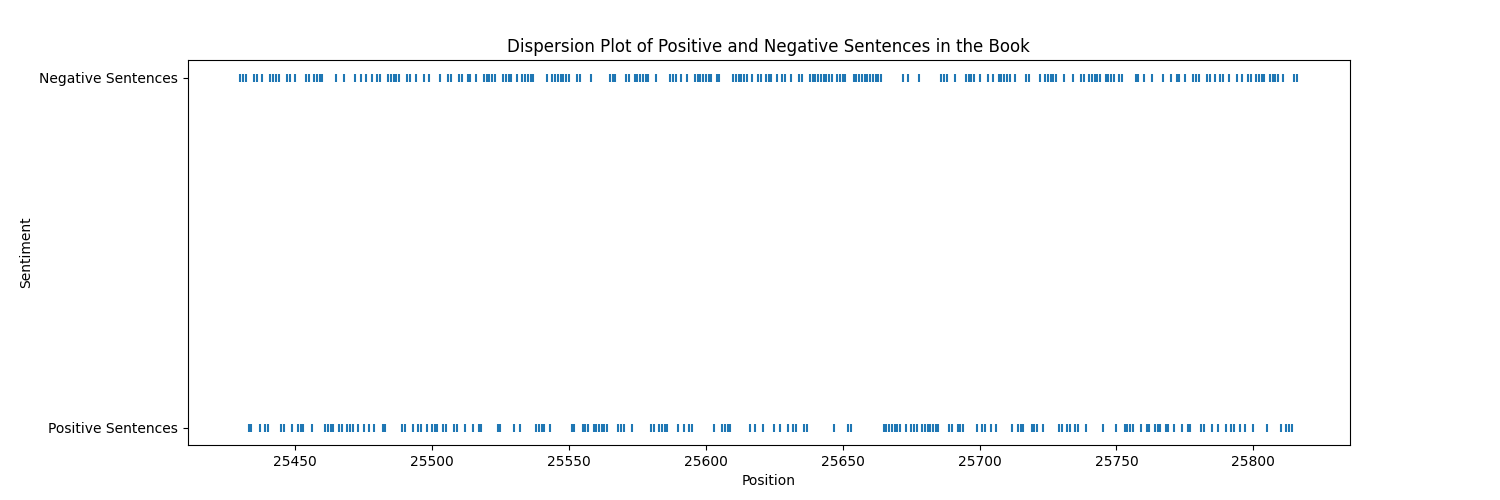 Dispersion Plot of Positive and Negative Sentences in the Book
Negative Sentences
Sentiment
Positive Sentences
25450 25500 25550 25600 25650 25700 25750 25800
Position